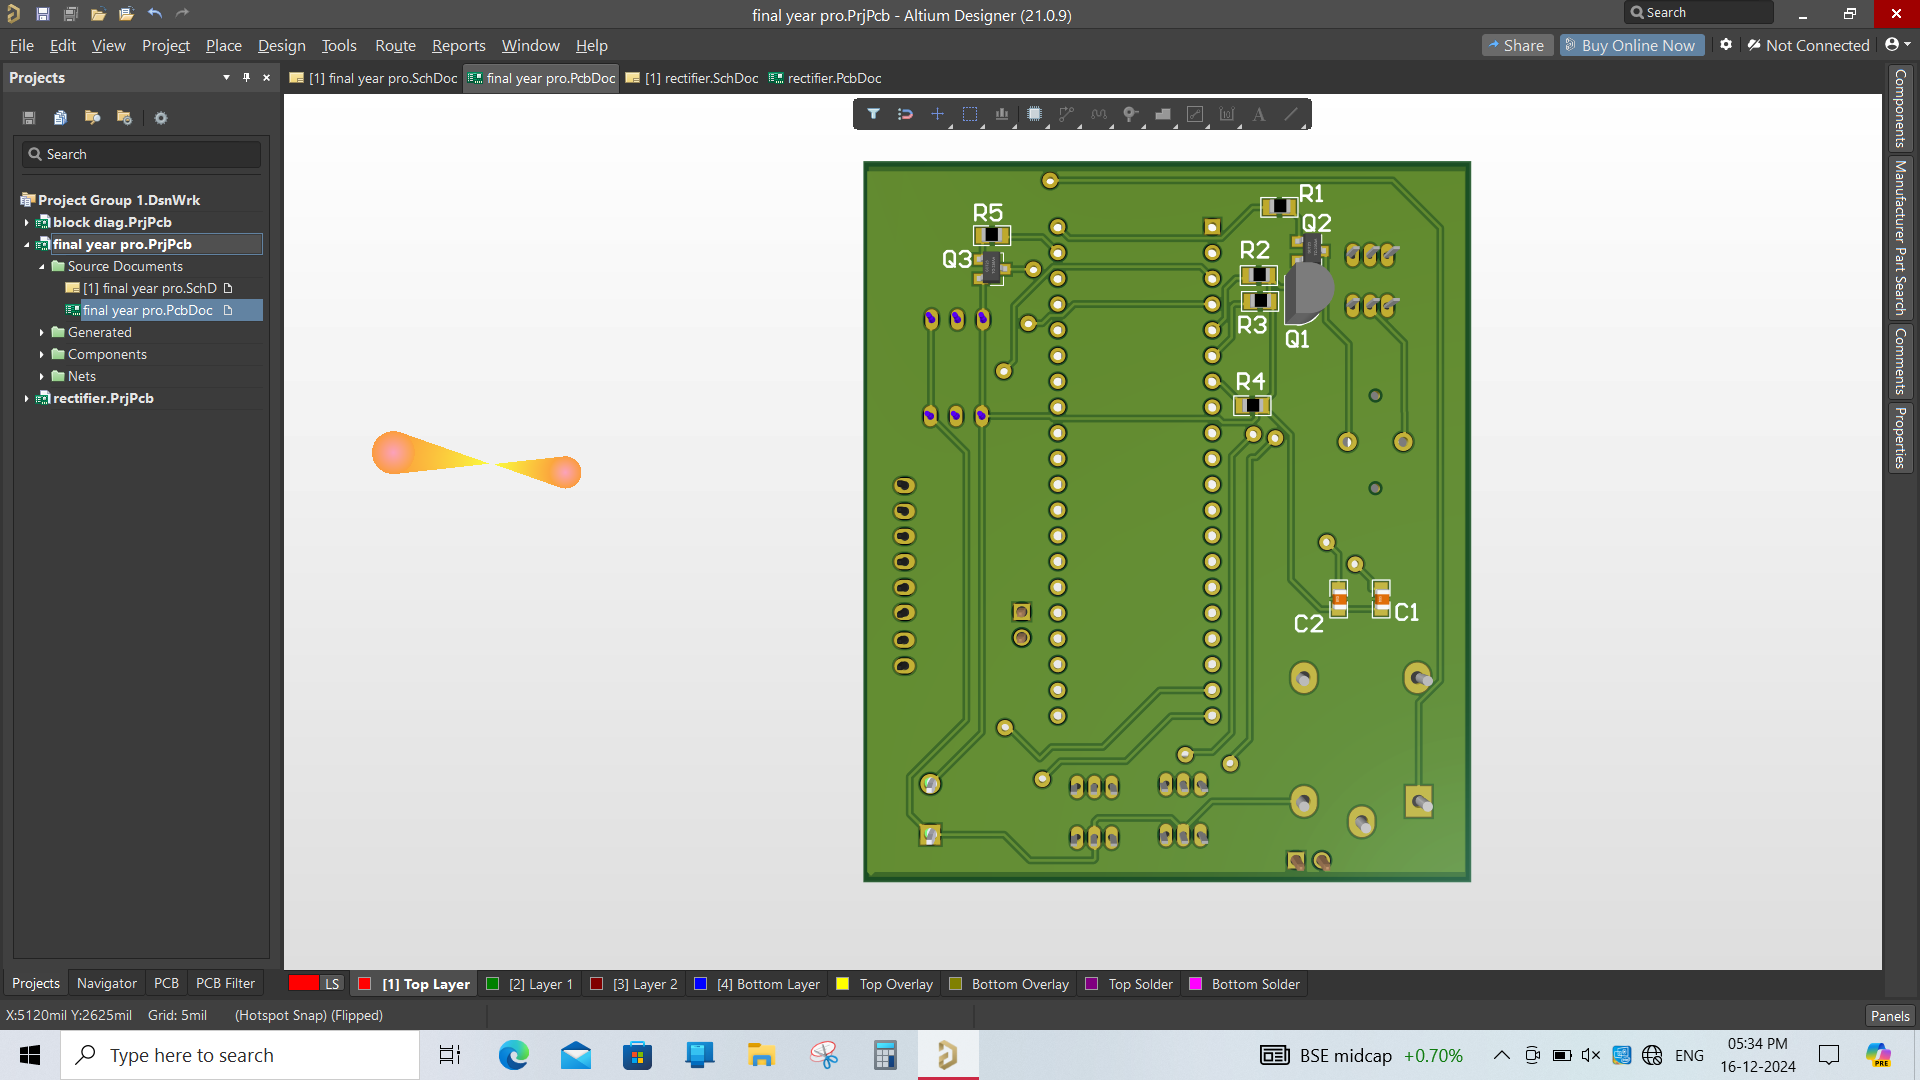 final year pro.PrjPcb - Altium Designer (21.0.9)
Search
File Edit View Project Place Design Tools Route Reports Window Help
Share Buy Online Now Not Connected
Projects
[1] final year pro.SchDoc final year pro.PcbDoc [1] rectifier.SchDoc rectifier.PcbDoc
Search
Project Group 1.DsnWrk
block diag.PrjPcb
final year pro.PrjPcb
Source Documents
[1] final year pro.SchD
final year pro.PcbDoc
Generated
Components
Nets
rectifier.PrjPcb
R1
R5
Q2
R2
Q3
R3
Q1
R4
C1
C2
Components
Manufacturer Part Search
Comments
Properties
Projects Navigator PCB PCB Filter
LS [1] Top Layer [2] Layer 1 [3] Layer 2 [4] Bottom Layer Top Overlay Bottom Overlay Top Solder Bottom Solder
X:5120mil Y:2625mil Grid: 5mil (Hotspot Snap) (Flipped)
Panels
Type here to search
BSE midcap +0.70%
ENG
05:34 PM
16-12-2024
PRE